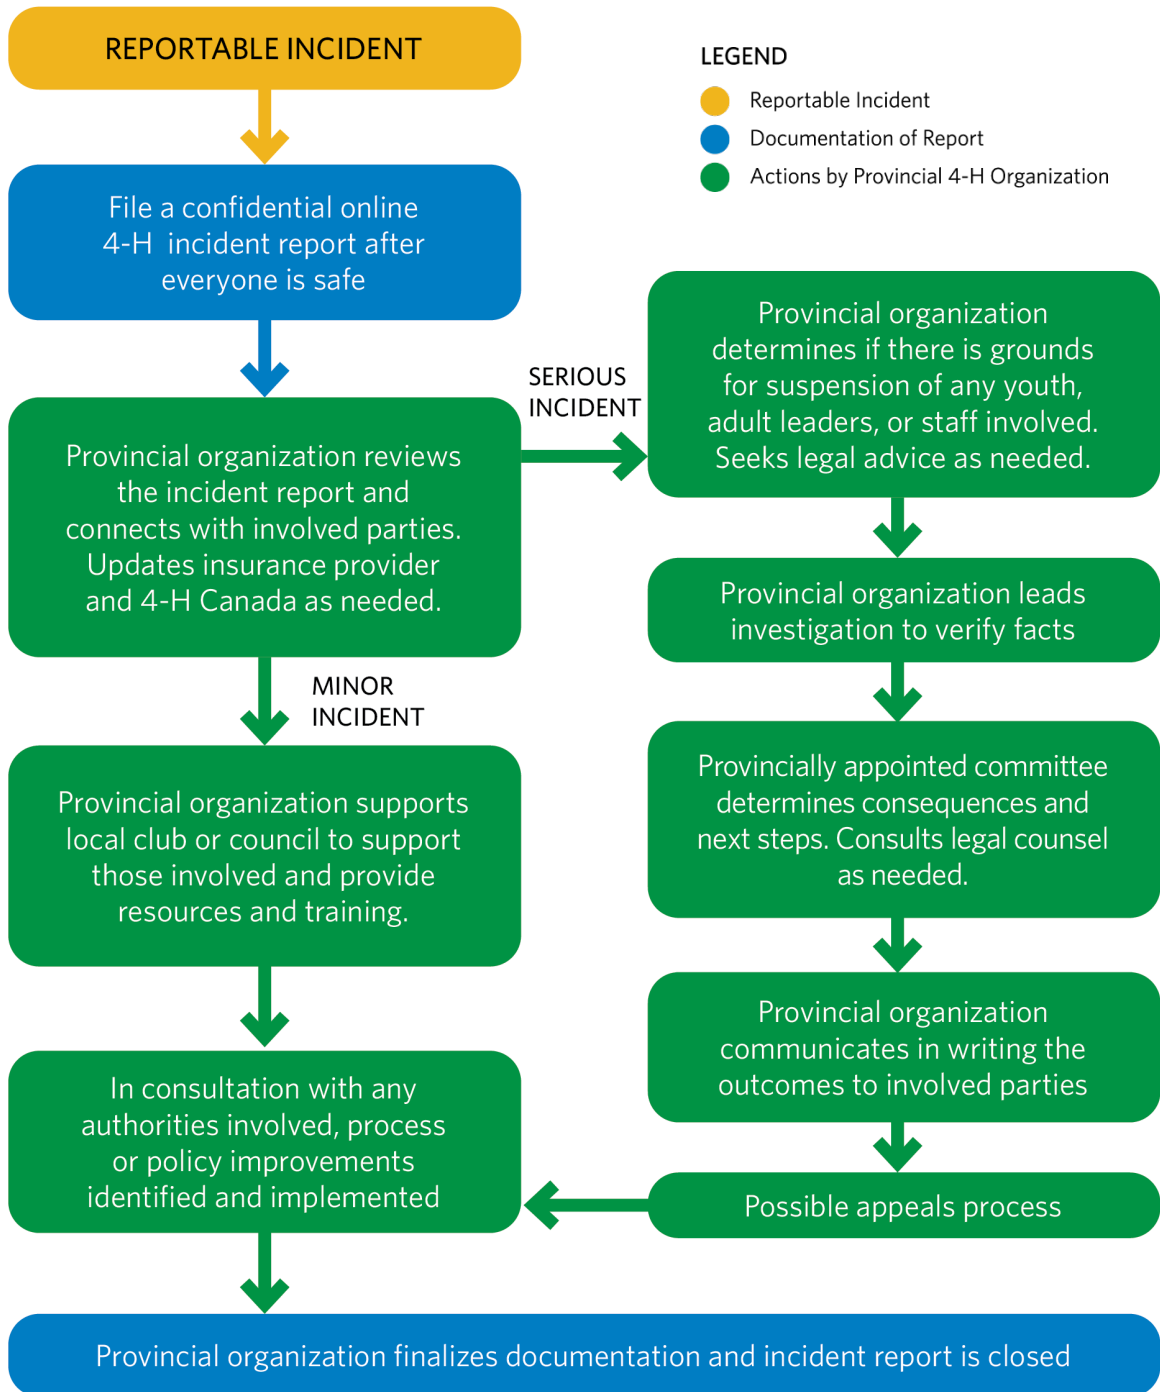 REPORTABLE INCIDENT
LEGEND
Reportable Incident
Documentation of Report
Actions by Provincial 4-H Organization
File a confidential online
4-H incident report after
everyone is safe
Provincial organization reviews
the incident report and
connects with involved parties.
Updates insurance provider
and 4-H Canada as needed.
SERIOUS
INCIDENT
Provincial organization
determines if there is grounds
for suspension of any youth,
adult leaders, or staff involved.
Seeks legal advice as needed.
Provincial organization leads
investigation to verify facts
Provincially appointed committee
determines consequences and
next steps. Consults legal counsel
as needed.
Provincial organization
communicates in writing the
outcomes to involved parties
Possible appeals process
MINOR
INCIDENT
Provincial organization supports
local club or council to support
those involved and provide
resources and training.
In consultation with any
authorities involved, process
or policy improvements
identified and implemented
Provincial organization finalizes documentation and incident report is closed